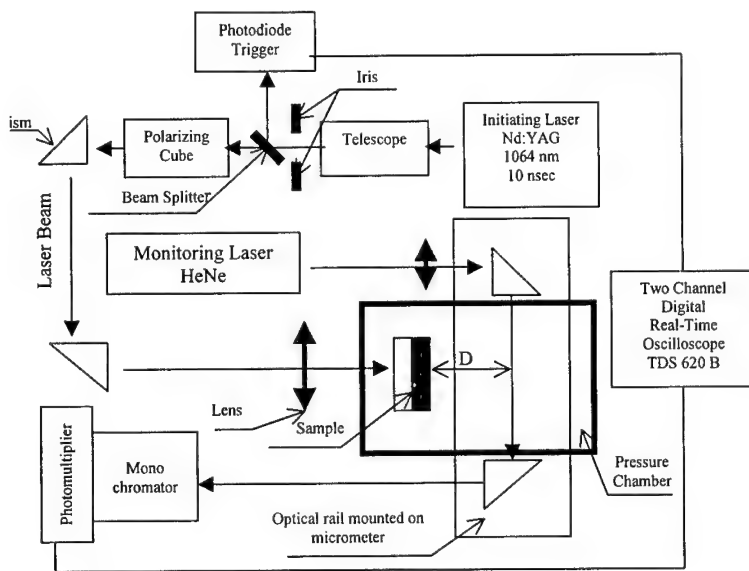 Photodiode
Trigger
Iris
ism
Polarizing
Cube
Telescope
Initiating Laser
Nd:YAG
1064 nm
10 nsec
Beam Splitter
Laser Beam
Monitoring Laser
HeNe
Two Channel
Digital
Real-Time
Oscilloscope
TDS 620 B
D
Lens
Sample
Pressure
Chamber
Photomultiplier
Mono
chromator
Optical rail mounted on
micrometer